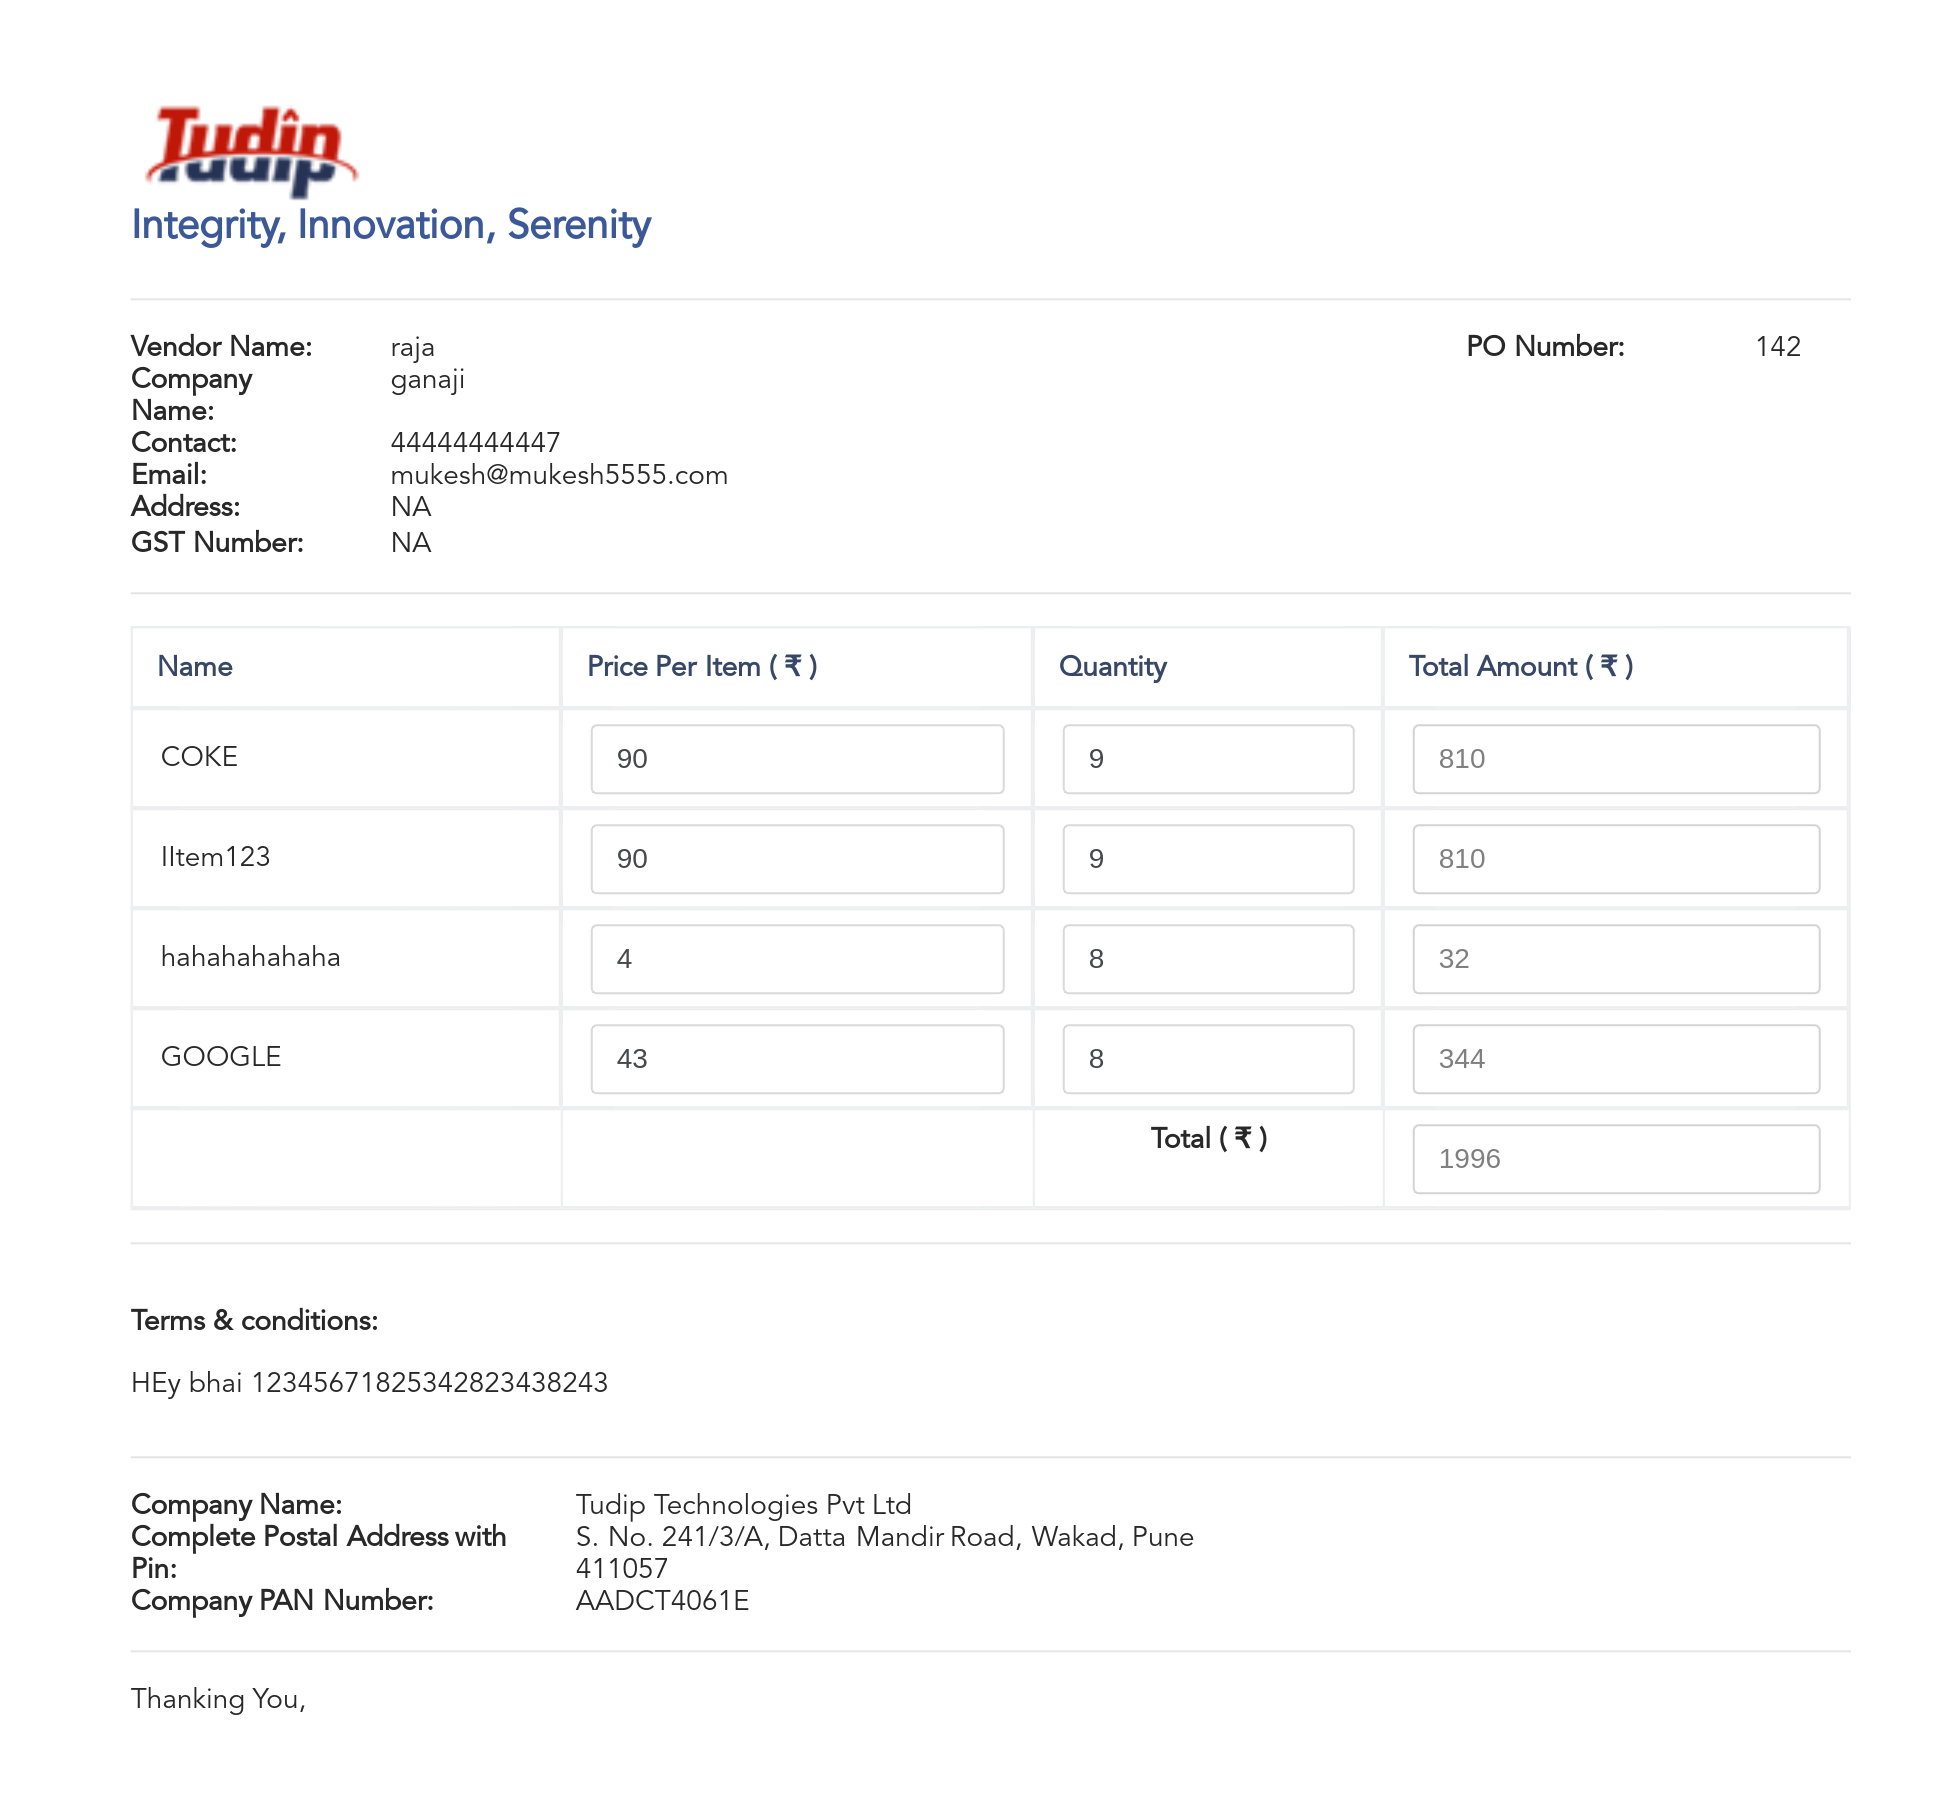 Tudip
Integrity, Innovation, Serenity
Vendor Name: raja PO Number: 142
Company ganaji
Name:
Contact: 44444444447
Email: mukesh@mukesh5555.com
Address: NA
GST Number: NA
Name Price Per Item ( ₹ ) Quantity Total Amount ( ₹ )
COKE 90 9 810
IItem123 90 9 810
hahahahahaha 4 8 32
GOOGLE 43 8 344
Total ( ₹ ) 1996
Terms & conditions:
HEy bhai 12345671825342823438243
Company Name: Tudip Technologies Pvt Ltd
Complete Postal Address with S. No. 241/3/A, Datta Mandir Road, Wakad, Pune
Pin: 411057
Company PAN Number: AADCT4061E
Thanking You,